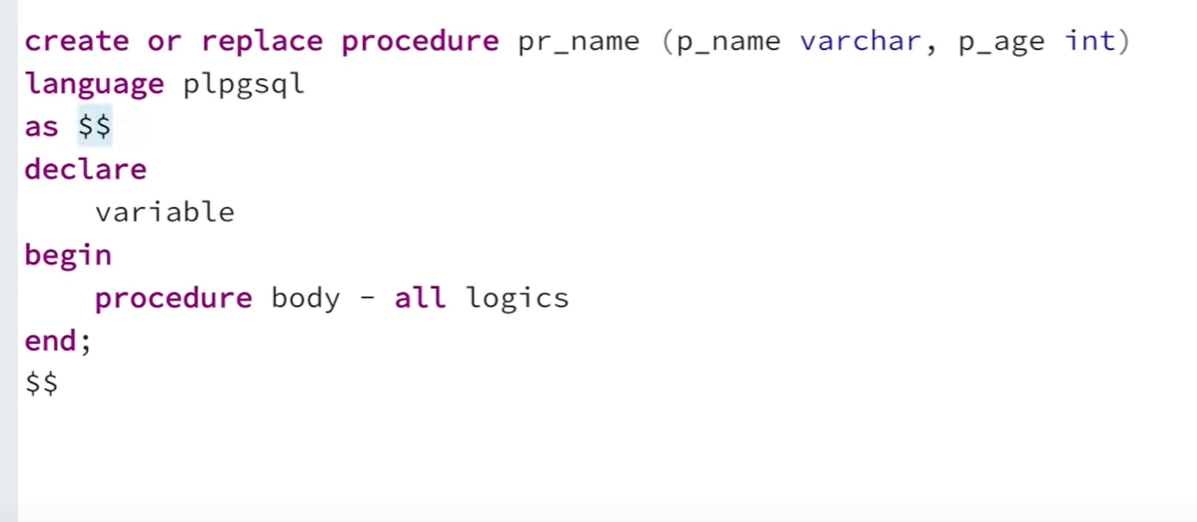 create or replace procedure pr_name (p_name varchar, p_age int)
language plpgsql
as $$
declare
    variable
begin
    procedure body - all logics
end;
$$